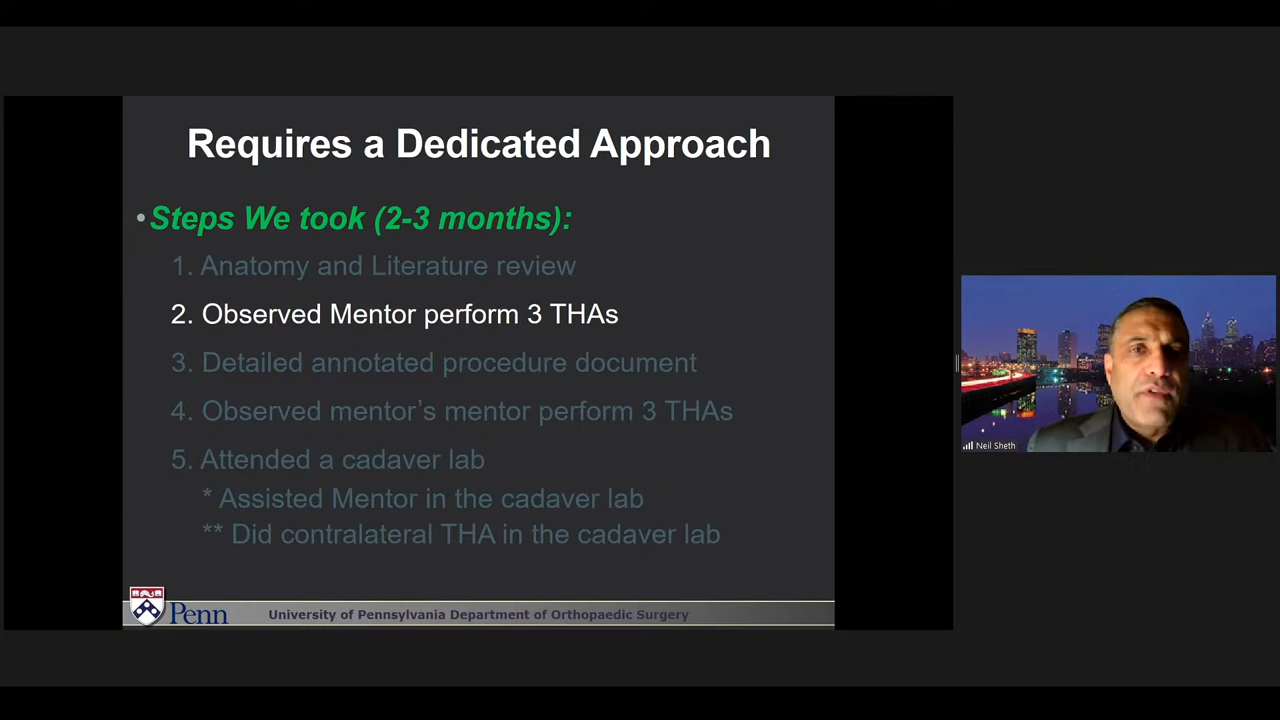 Requires a Dedicated Approach
•Steps We took (2-3 months):
1. Anatomy and Literature review
2. Observed Mentor perform 3 THAs
3. Detailed annotated procedure document
4. Observed mentor’s mentor perform 3 THAs
5. Attended a cadaver lab
* Assisted Mentor in the cadaver lab
** Did contralateral THA in the cadaver lab
Penn University of Pennsylvania Department of Orthopaedic Surgery
Neil Sheth